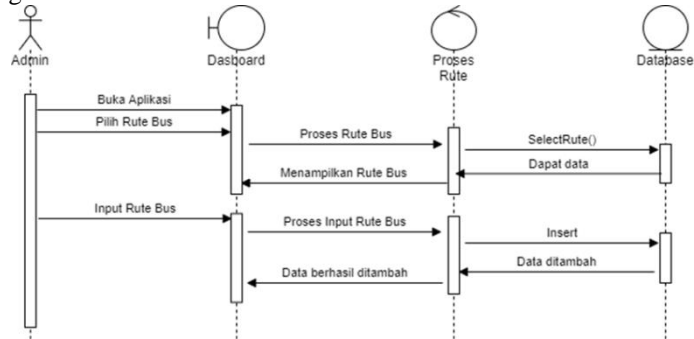 Admin
Dasboard
Proses
Rute
Database
Buka Aplikasi
Pilih Rute Bus
Proses Rute Bus
SelectRute()
Dapat data
Menampilkan Rute Bus
Input Rute Bus
Proses Input Rute Bus
Insert
Data ditambah
Data berhasil ditambah